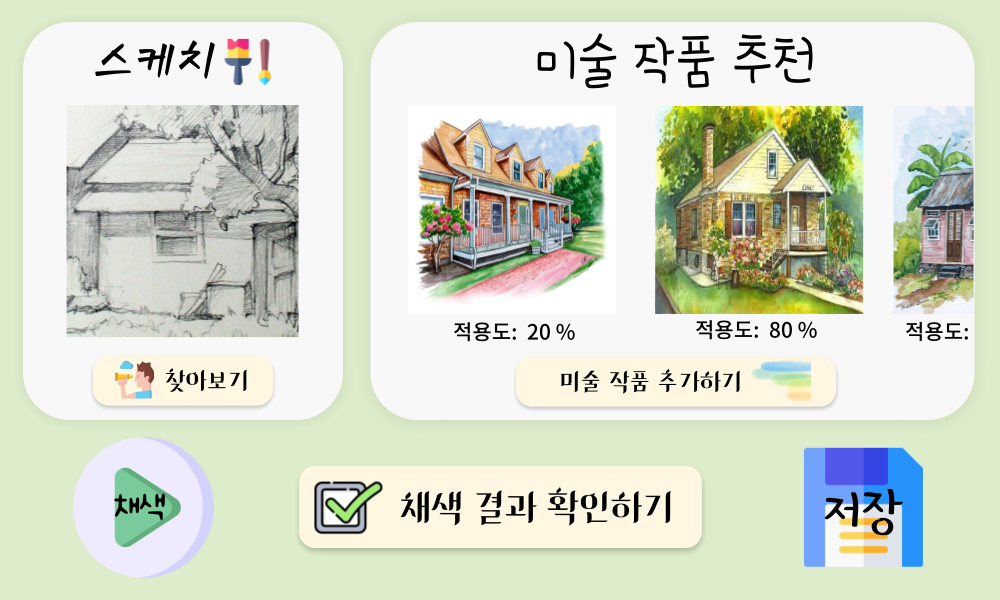 스케치
미술 작품 추천
적용도: 20 %
적용도: 80 %
적용도:
찾아보기
미술 작품 추가하기
채색
채색 결과 확인하기
저장